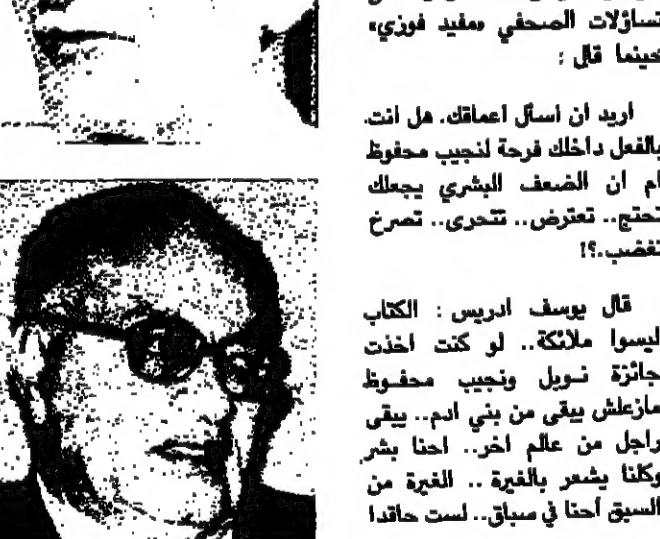 تساؤلات الصحفي «مفيد فوزي»
حينما قال :
اريد ان اسأل اعماقك. هل انت
بالفعل داخلك فرحة لنجيب محفوظ
ام ان الضعف البشري يجعلك
تحتج.. تعترض.. تتحرى.. تصرخ
تغضب.؟!
قال يوسف ادريس : الكتاب
ليسوا ملائكة.. لو كنت اخذت
جائزة نوبل ونجيب محفوظ
مازعلش يبقى من بني ادم.. يبقى
راجل من عالم اخر.. احنا بشر
وكلنا يشعر بالغيرة .. الغيرة من
السبق أحنا في سباق.. لست حاقدا